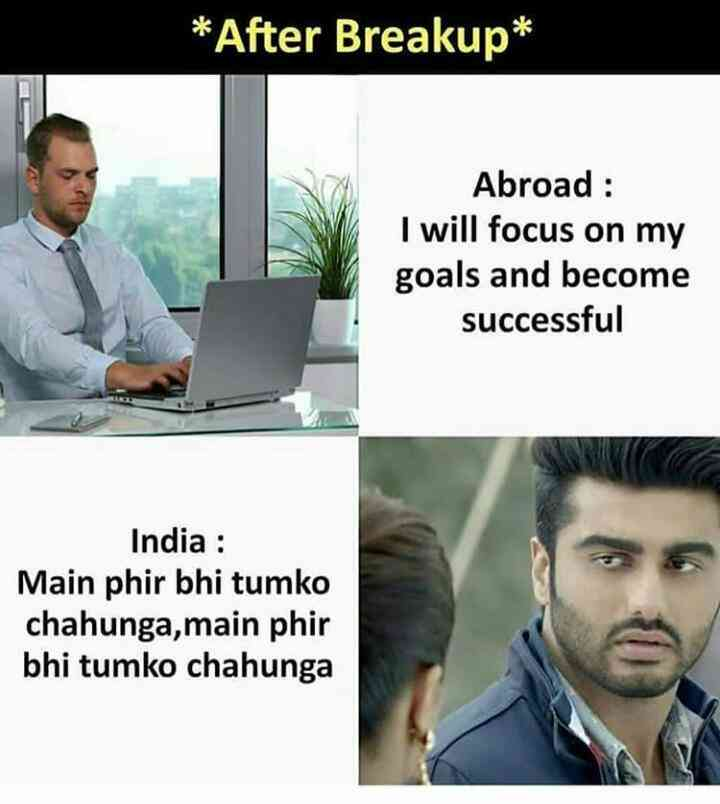 *After Breakup*
Abroad :
I will focus on my
goals and become
successful
India :
Main phir bhi tumko
chahunga,main phir
bhi tumko chahunga